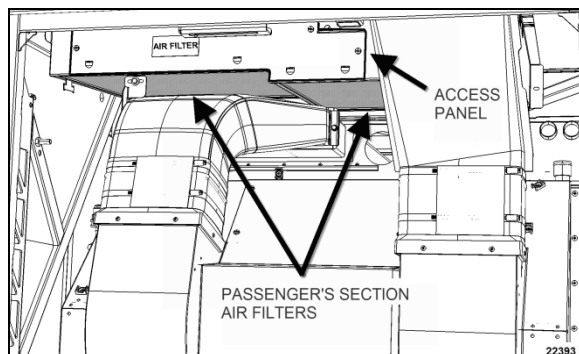 AIR FILTER
ACCESS
PANEL
PASSENGER'S SECTION
AIR FILTERS
22393